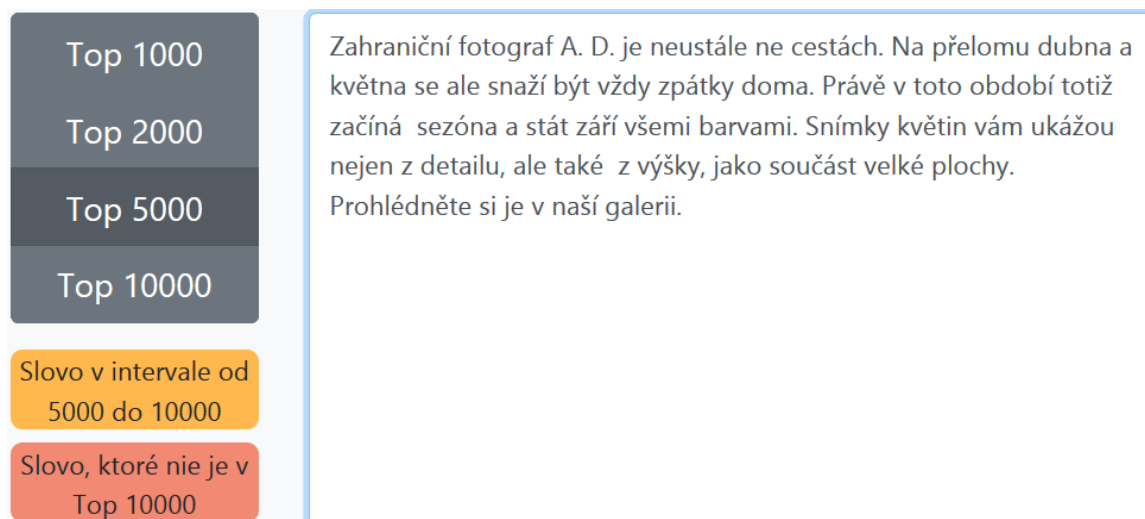 Top 1000
Top 2000
Top 5000
Top 10000
Slovo v intervale od
5000 do 10000
Slovo, ktoré nie je v
Top 10000
Zahraniční fotograf A. D. je neustále ne cestách. Na přelomu dubna a
května se ale snaží být vždy zpátky doma. Právě v toto období totiž
začíná  sezóna a stát září všemi barvami. Snímky květin vám ukážou
nejen z detailu, ale také  z výšky, jako součást velké plochy.
Prohlédněte si je v naší galerii.